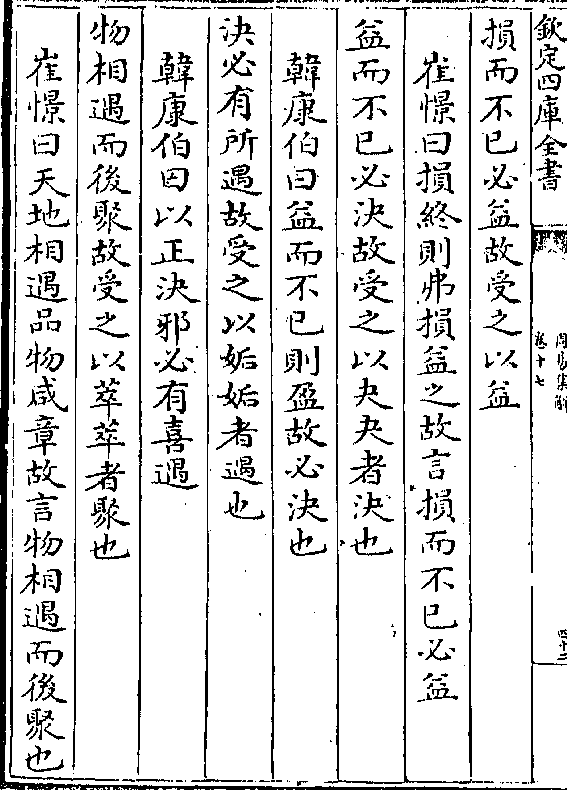 欽定四庫全書
周易集解
卷十七
四十三
損而不已必益故受之以益
崔憬曰損終則弗損益之故言損而不已必益
益而不已必決故受之以夬夬者決也
韓康伯曰益而不已則盈故必決也
決必有所遇故受之以姤姤者遇也
韓康伯曰以正決邪必有喜遇
物相遇而後聚故受之以萃萃者聚也
崔憬曰天地相遇品物咸章故言物相遇而後聚也